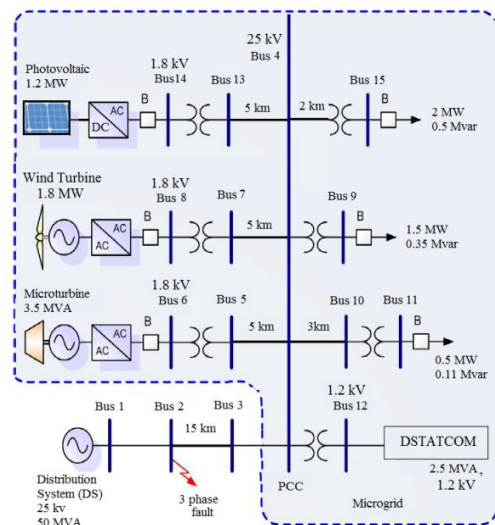 25 kV
Bus 4
Photovoltaic
1.2 MW
1.8 kV
Bus14
Bus 13
Bus 15
B
B
AC
DC
5 km
2 km
2 MW
0.5 Mvar
Wind Turbine
1.8 MW
1.8 kV
Bus 8
Bus 7
Bus 9
B
B
AC
AC
5 km
1.5 MW
0.35 Mvar
Microturbine
3.5 MVA
1.8 kV
Bus 6
Bus 5
Bus 10
Bus 11
B
B
AC
AC
5 km
3km
0.5 MW
0.11 Mvar
Bus 1
Bus 2
Bus 3
15 km
1.2 kV
Bus 12
DSTATCOM
2.5 MVA,
1.2 kV
Distribution
System (DS)
25 kv
50 MVA
3 phase
fault
PCC
Microgrid